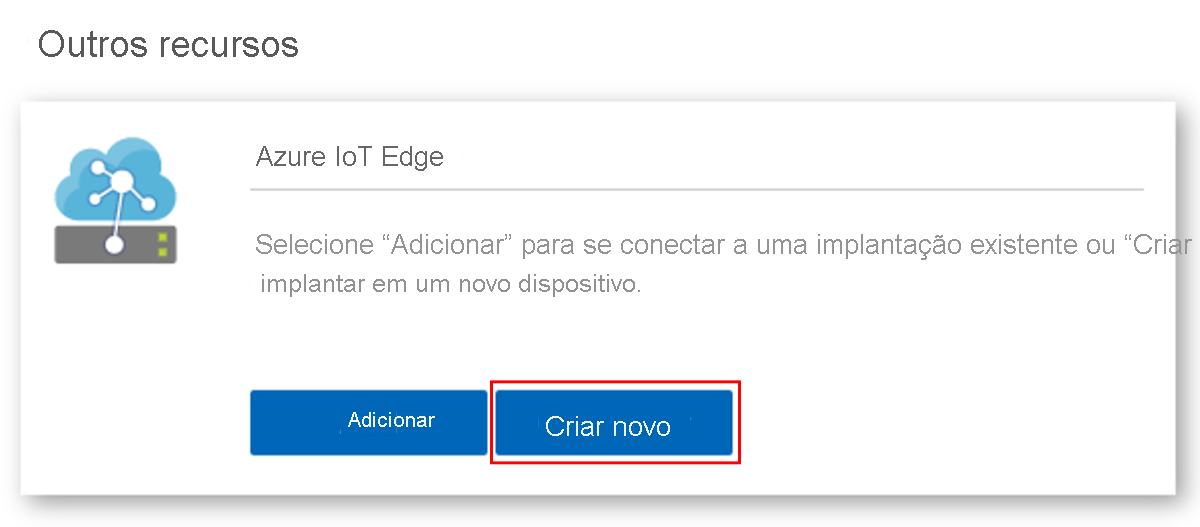 Outros recursos
Azure IoT Edge
Selecione “Adicionar” para se conectar a uma implantação existente ou “Criar
implantar em um novo dispositivo.
Adicionar
Criar novo